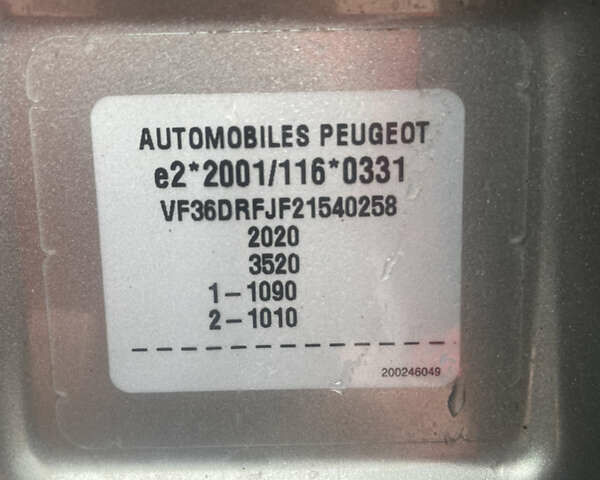 AUTOMOBILES PEUGEOT
e2*2001/116*0331
VF36DRFJF21540258
2020
3520
1-1090
2-1010
200246049